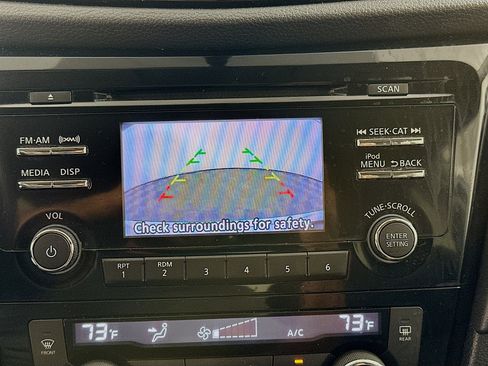 SCAN
FM·AM
SEEK·CAT
iPod
MENU BACK
MEDIA DISP
VOL
TUNE·SCROLL
Check surroundings for safety.
ENTER
SETTING
RPT
1
RDM
2
3
4
5
6
73°F
A/C
73°F
FRONT
REAR